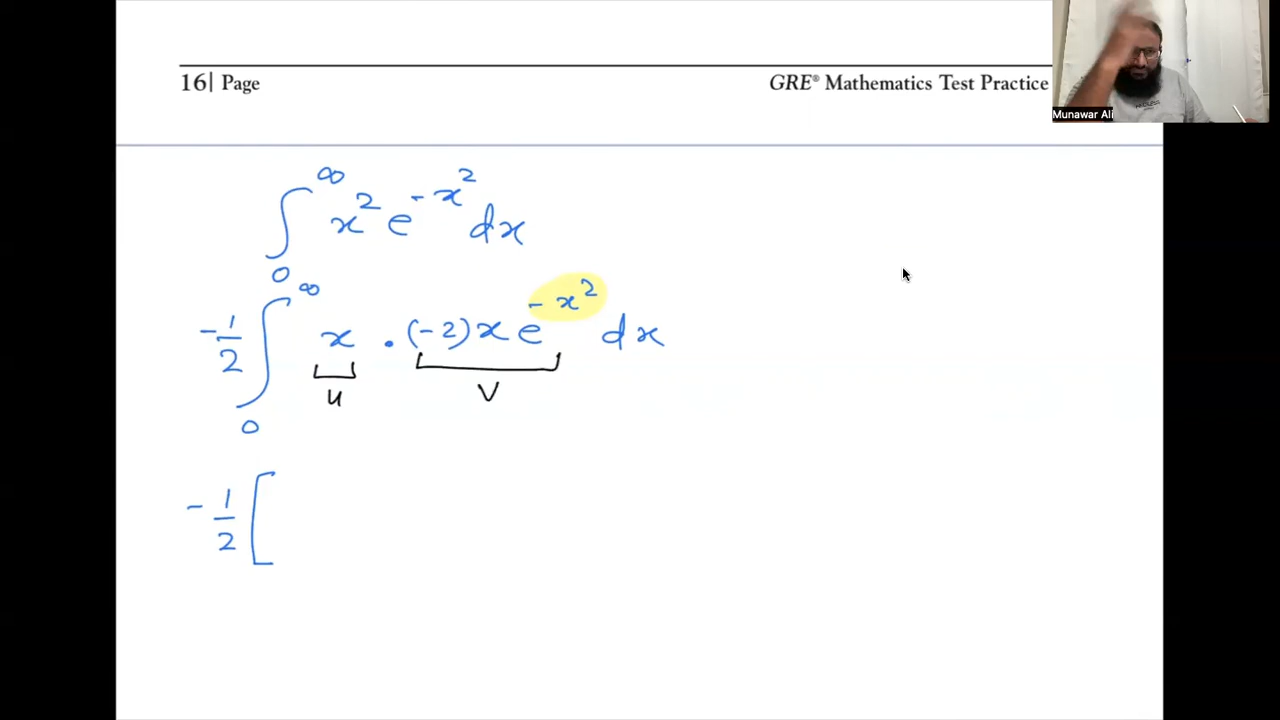 16| Page GRE® Mathematics Test Practice
Munawar Ali
∫₀^∞ x² e^{-x²} dx
-1/2 ∫₀^∞ x . (-2)x e^{-x²} dx
u v
-1/2 [